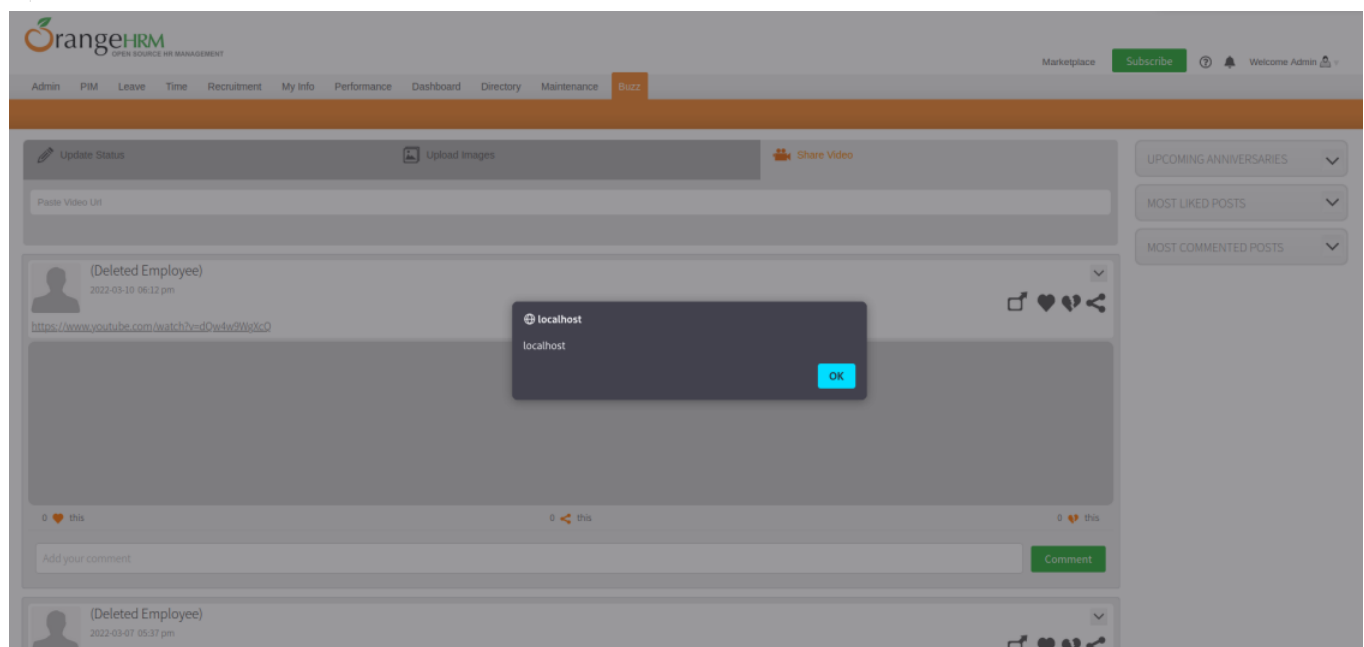 OrangeHRM
OPEN SOURCE HR MANAGEMENT
Marketplace Subscribe Welcome Admin
Admin PIM Leave Time Recruitment My Info Performance Dashboard Directory Maintenance Buzz
Update Status Upload Images Share Video
Paste Video Url
UPCOMING ANNIVERSARIES
MOST LIKED POSTS
MOST COMMENTED POSTS
(Deleted Employee)
2022-03-10 06:12 pm
https://www.youtube.com/watch?v=dQw4w9WgXcQ
localhost
localhost
OK
0 this 0 this 0 this
Add your comment Comment
(Deleted Employee)
2022-03-07 05:37 pm